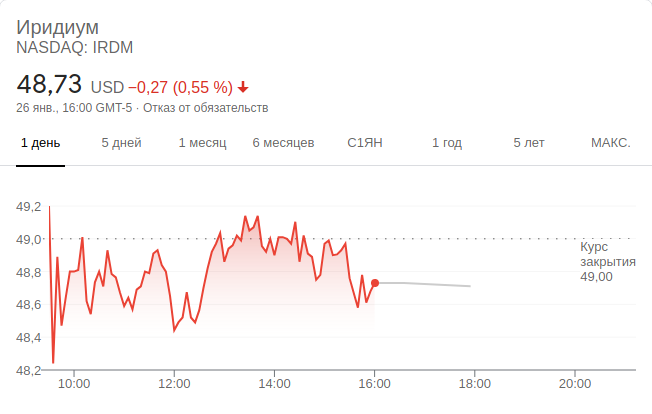 Иридиум
NASDAQ: IRDM
48,73 USD −0,27 (0,55 %)
26 янв., 16:00 GMT-5 · Отказ от обязательств
1 день 5 дней 1 месяц 6 месяцев С1ЯН 1 год 5 лет МАКС.
49,2
49,0
48,8
48,6
48,4
48,2
Курс
закрытия
49,00
10:00 12:00 14:00 16:00 18:00 20:00